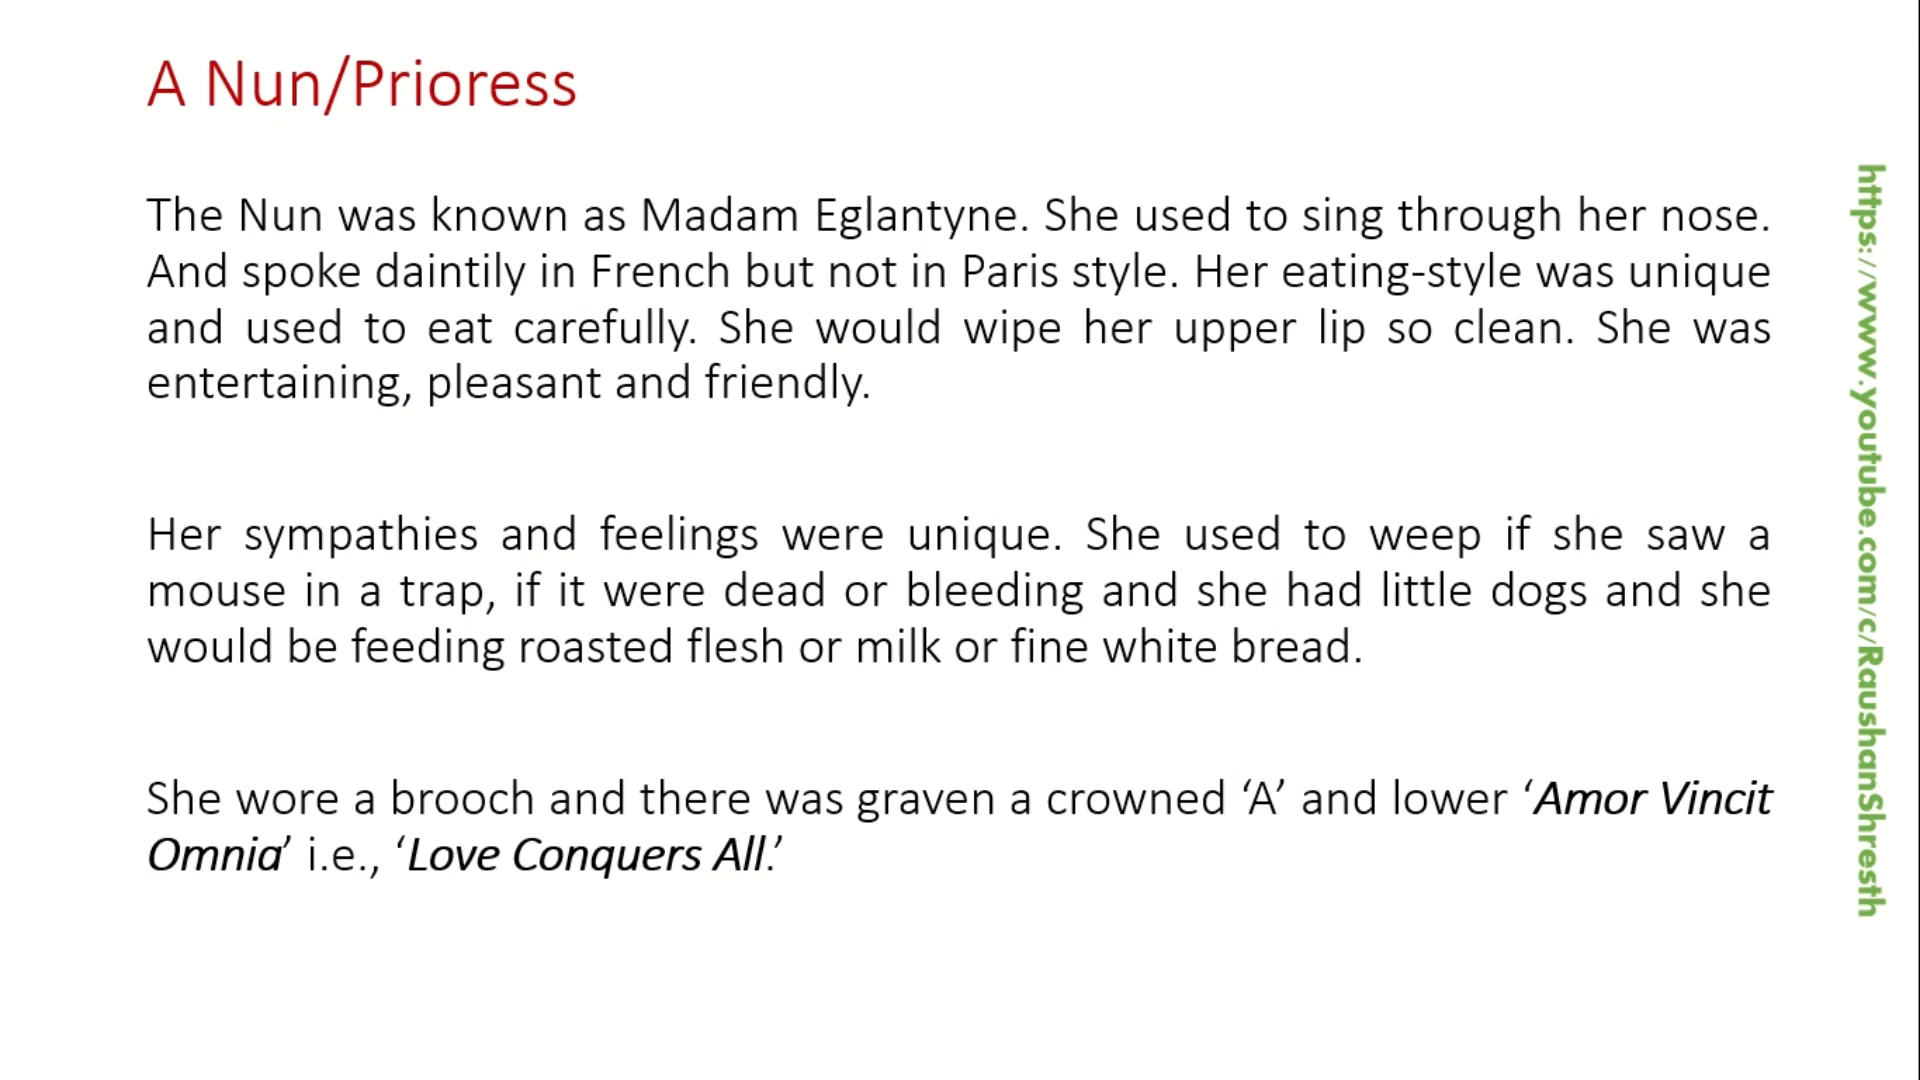 A Nun/Prioress
The Nun was known as Madam Eglantyne. She used to sing through her nose.
And spoke daintily in French but not in Paris style. Her eating-style was unique
and used to eat carefully. She would wipe her upper lip so clean. She was
entertaining, pleasant and friendly.
Her sympathies and feelings were unique. She used to weep if she saw a
mouse in a trap, if it were dead or bleeding and she had little dogs and she
would be feeding roasted flesh or milk or fine white bread.
She wore a brooch and there was graven a crowned ‘A’ and lower ‘Amor Vincit
Omnia’ i.e., ‘Love Conquers All.’
https://www.youtube.com/c/RaushanShresth